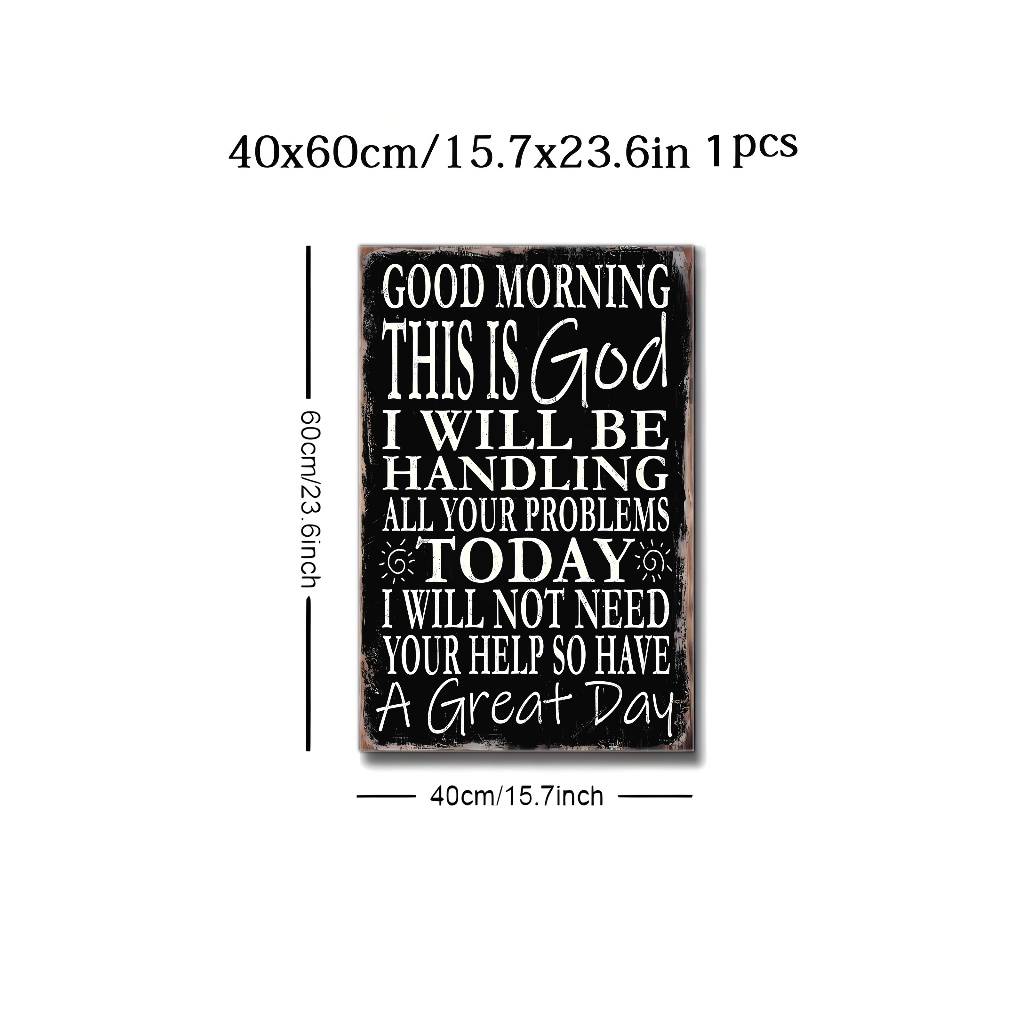 40x60cm/15.7x23.6in 1pcs
GOOD MORNING
THIS IS God
I WILL BE
HANDLING
ALL YOUR PROBLEMS
TODAY
I WILL NOT NEED
YOUR HELP SO HAVE
A Great Day
60cm/23.6inch
40cm/15.7inch